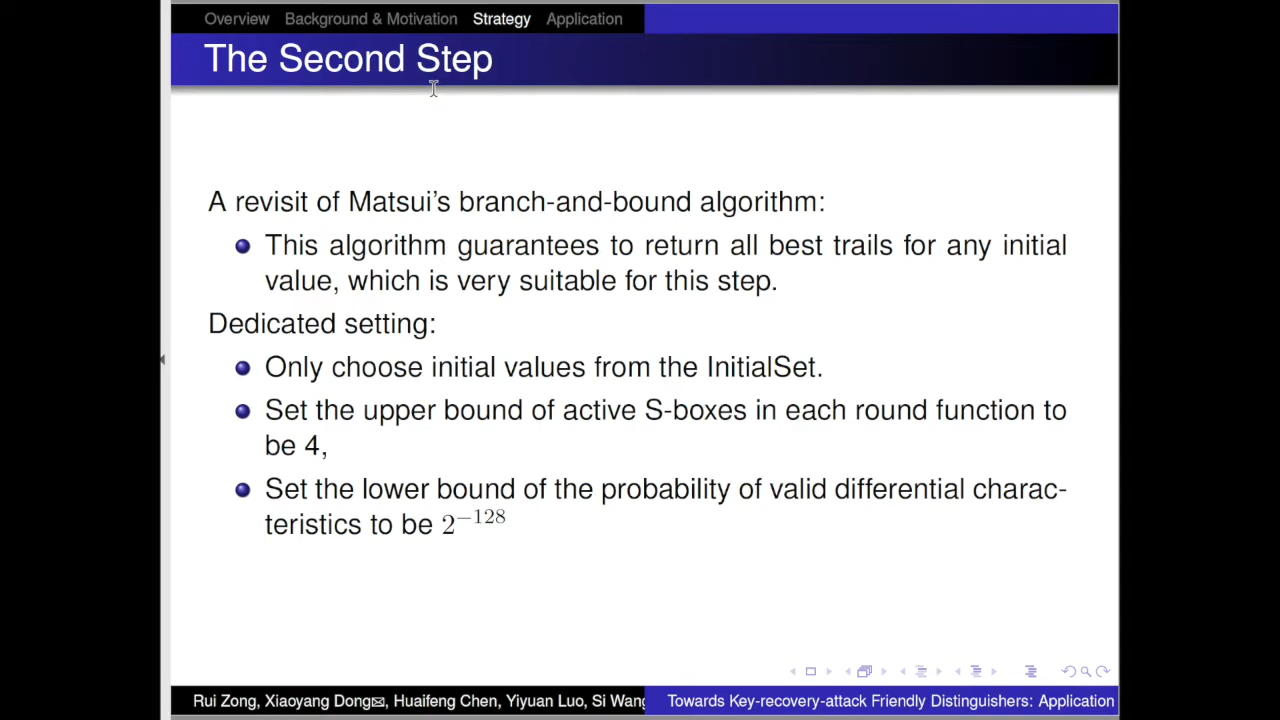 Overview Background & Motivation Strategy Application
The Second Step
A revisit of Matsui's branch-and-bound algorithm:
This algorithm guarantees to return all best trails for any initial
value, which is very suitable for this step.
Dedicated setting:
Only choose initial values from the InitialSet.
Set the upper bound of active S-boxes in each round function to
be 4,
Set the lower bound of the probability of valid differential charac-
teristics to be 2⁻¹²⁸
Rui Zong, Xiaoyang Dong✉, Huaifeng Chen, Yiyuan Luo, Si Wang Towards Key-recovery-attack Friendly Distinguishers: Application